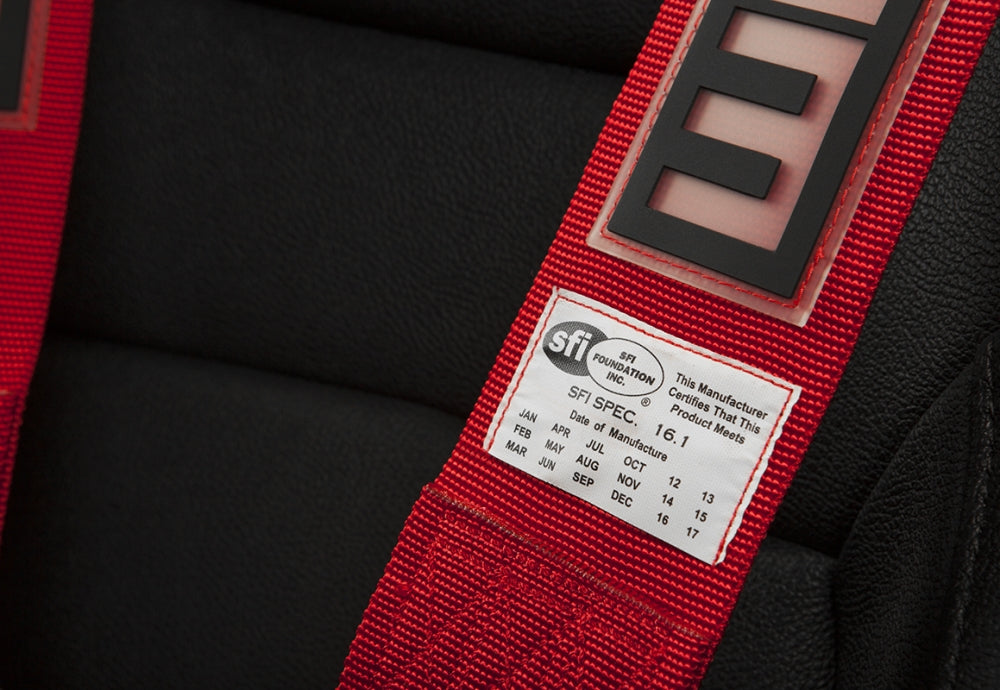 E
sfi
SFI
FOUNDATION
INC.
®
This Manufacturer
Certifies That This
Product Meets
SFI SPEC. 16.1
Date of Manufacture
JAN APR JUL OCT 12 13
FEB MAY AUG NOV 14 15
MAR JUN SEP DEC 16 17